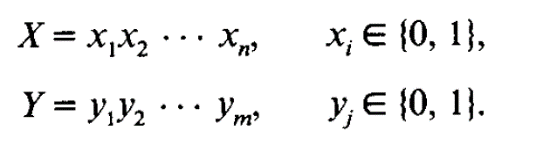 X = x₁x₂ ⋯ xₙ, xᵢ ∈ {0, 1},
Y = y₁y₂ ⋯ yₘ, yⱼ ∈ {0, 1}.